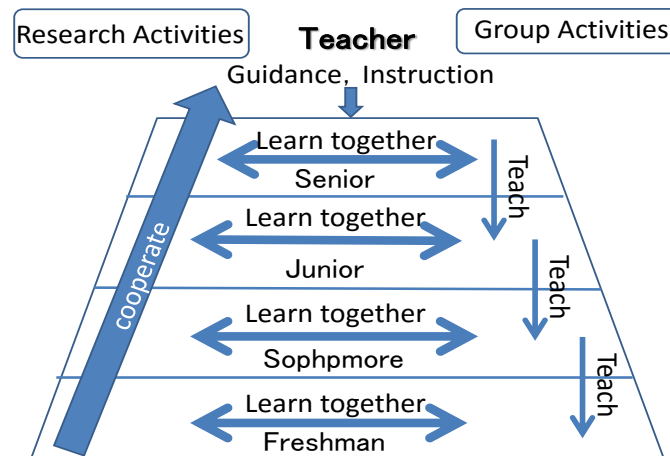 Research Activities
Teacher
Group Activities
Guidance, Instruction
Learn together
Senior
Teach
Learn together
Junior
Teach
cooperate
Learn together
Sophpmore
Teach
Learn together
Freshman